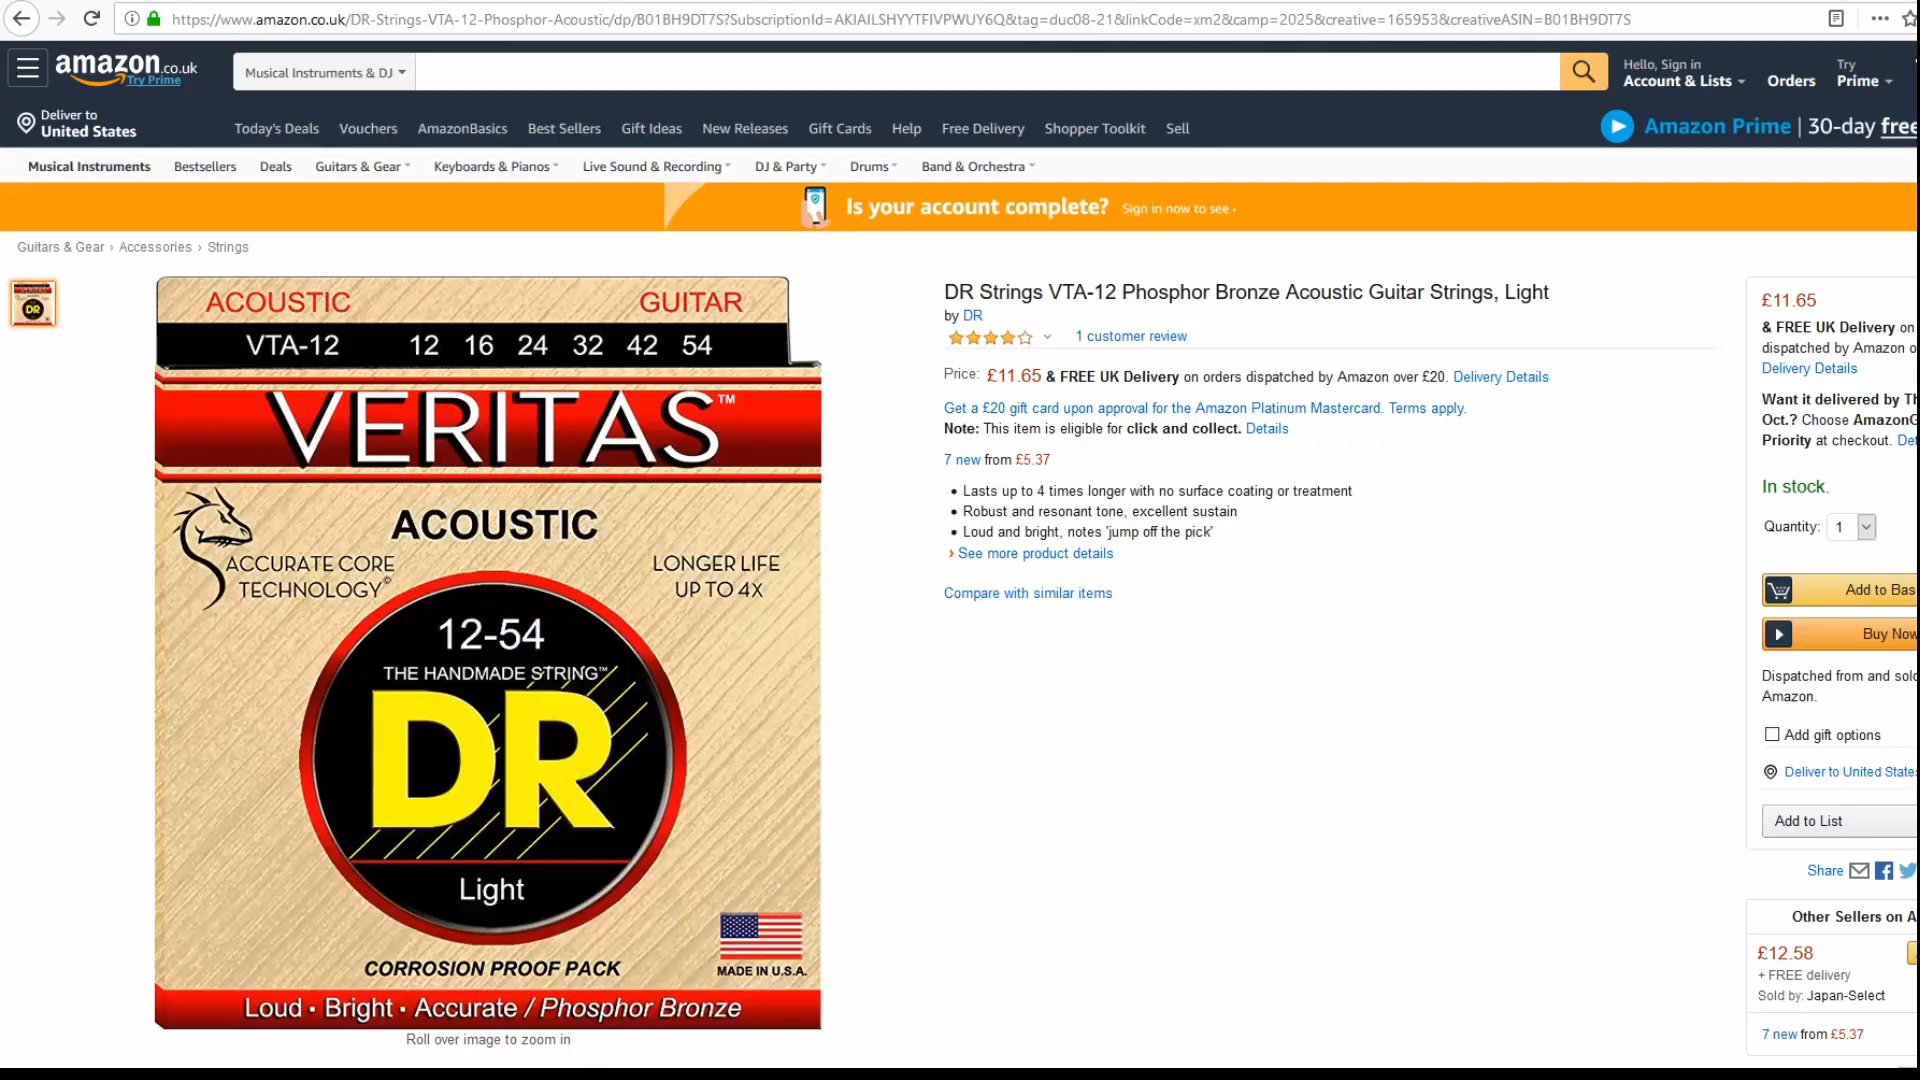 https://www.amazon.co.uk/DR-Strings-VTA-12-Phosphor-Acoustic/dp/B01BH9DT7S?SubscriptionId=AKIAILSHYYTFIVPWUY6Q&tag=duc08-21&linkCode=xm2&camp=2025&creative=165953&creativeASIN=B01BH9DT7S
amazon.co.uk
Try Prime
Musical Instruments & DJ
Hello, Sign in
Account & Lists
Orders
Try
Prime
Deliver to
United States
Today's Deals Vouchers AmazonBasics Best Sellers Gift Ideas New Releases Gift Cards Help Free Delivery Shopper Toolkit Sell
Amazon Prime | 30-day free
Musical Instruments Bestsellers Deals Guitars & Gear Keyboards & Pianos Live Sound & Recording DJ & Party Drums Band & Orchestra
Is your account complete? Sign in now to see ›
Guitars & Gear › Accessories › Strings
ACOUSTIC GUITAR
VTA-12 12 16 24 32 42 54
VERITAS™
ACOUSTIC
ACCURATE CORE
TECHNOLOGY©
LONGER LIFE
UP TO 4X
12-54
THE HANDMADE STRING™
DR
Light
CORROSION PROOF PACK
MADE IN U.S.A.
Loud · Bright · Accurate / Phosphor Bronze
Roll over image to zoom in
DR Strings VTA-12 Phosphor Bronze Acoustic Guitar Strings, Light
by DR
1 customer review
Price: £11.65 & FREE UK Delivery on orders dispatched by Amazon over £20. Delivery Details
Get a £20 gift card upon approval for the Amazon Platinum Mastercard. Terms apply.
Note: This item is eligible for click and collect. Details
7 new from £5.37
• Lasts up to 4 times longer with no surface coating or treatment
• Robust and resonant tone, excellent sustain
• Loud and bright, notes 'jump off the pick'
› See more product details
Compare with similar items
£11.65
& FREE UK Delivery on
dispatched by Amazon o
Delivery Details
Want it delivered by Th
Oct.? Choose AmazonG
Priority at checkout. Det
In stock.
Quantity: 1
Add to Bas
Buy Now
Dispatched from and sold
Amazon.
Add gift options
Deliver to United States
Add to List
Share
Other Sellers on A
£12.58
+ FREE delivery
Sold by: Japan-Select
7 new from £5.37